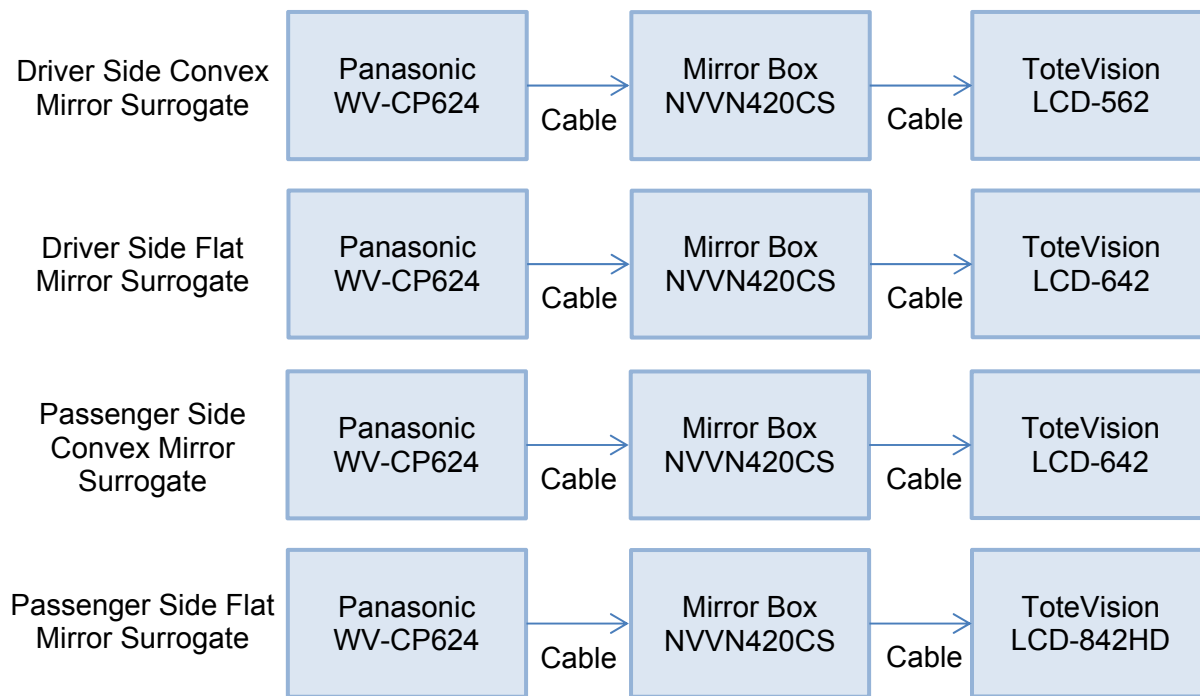 Driver Side Convex
Mirror Surrogate
Panasonic
WV-CP624
Cable
Mirror Box
NVVN420CS
Cable
ToteVision
LCD-562
Driver Side Flat
Mirror Surrogate
Panasonic
WV-CP624
Cable
Mirror Box
NVVN420CS
Cable
ToteVision
LCD-642
Passenger Side
Convex Mirror
Surrogate
Panasonic
WV-CP624
Cable
Mirror Box
NVVN420CS
Cable
ToteVision
LCD-642
Passenger Side Flat
Mirror Surrogate
Panasonic
WV-CP624
Cable
Mirror Box
NVVN420CS
Cable
ToteVision
LCD-842HD